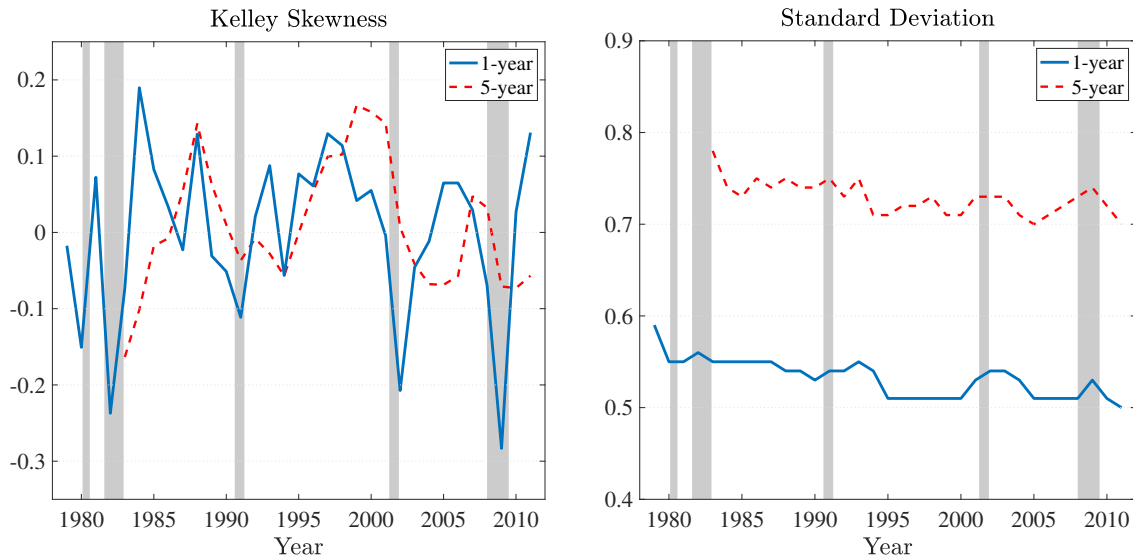 Kelley Skewness
1-year
5-year
0.2
0.1
0
-0.1
-0.2
-0.3
1980 1985 1990 1995 2000 2005 2010
Year
Standard Deviation
1-year
5-year
0.9
0.8
0.7
0.6
0.5
0.4
1980 1985 1990 1995 2000 2005 2010
Year